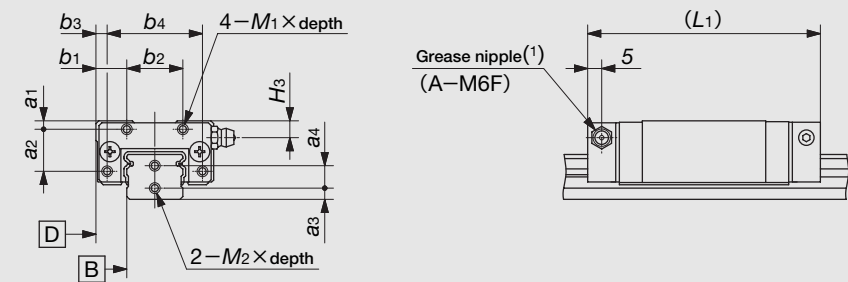 b3 b4 4−M1×depth
b1 b2
a1 H3
a2 a4
a3
D
B 2−M2×depth
(L1)
Grease nipple(1) 5
(A−M6F)